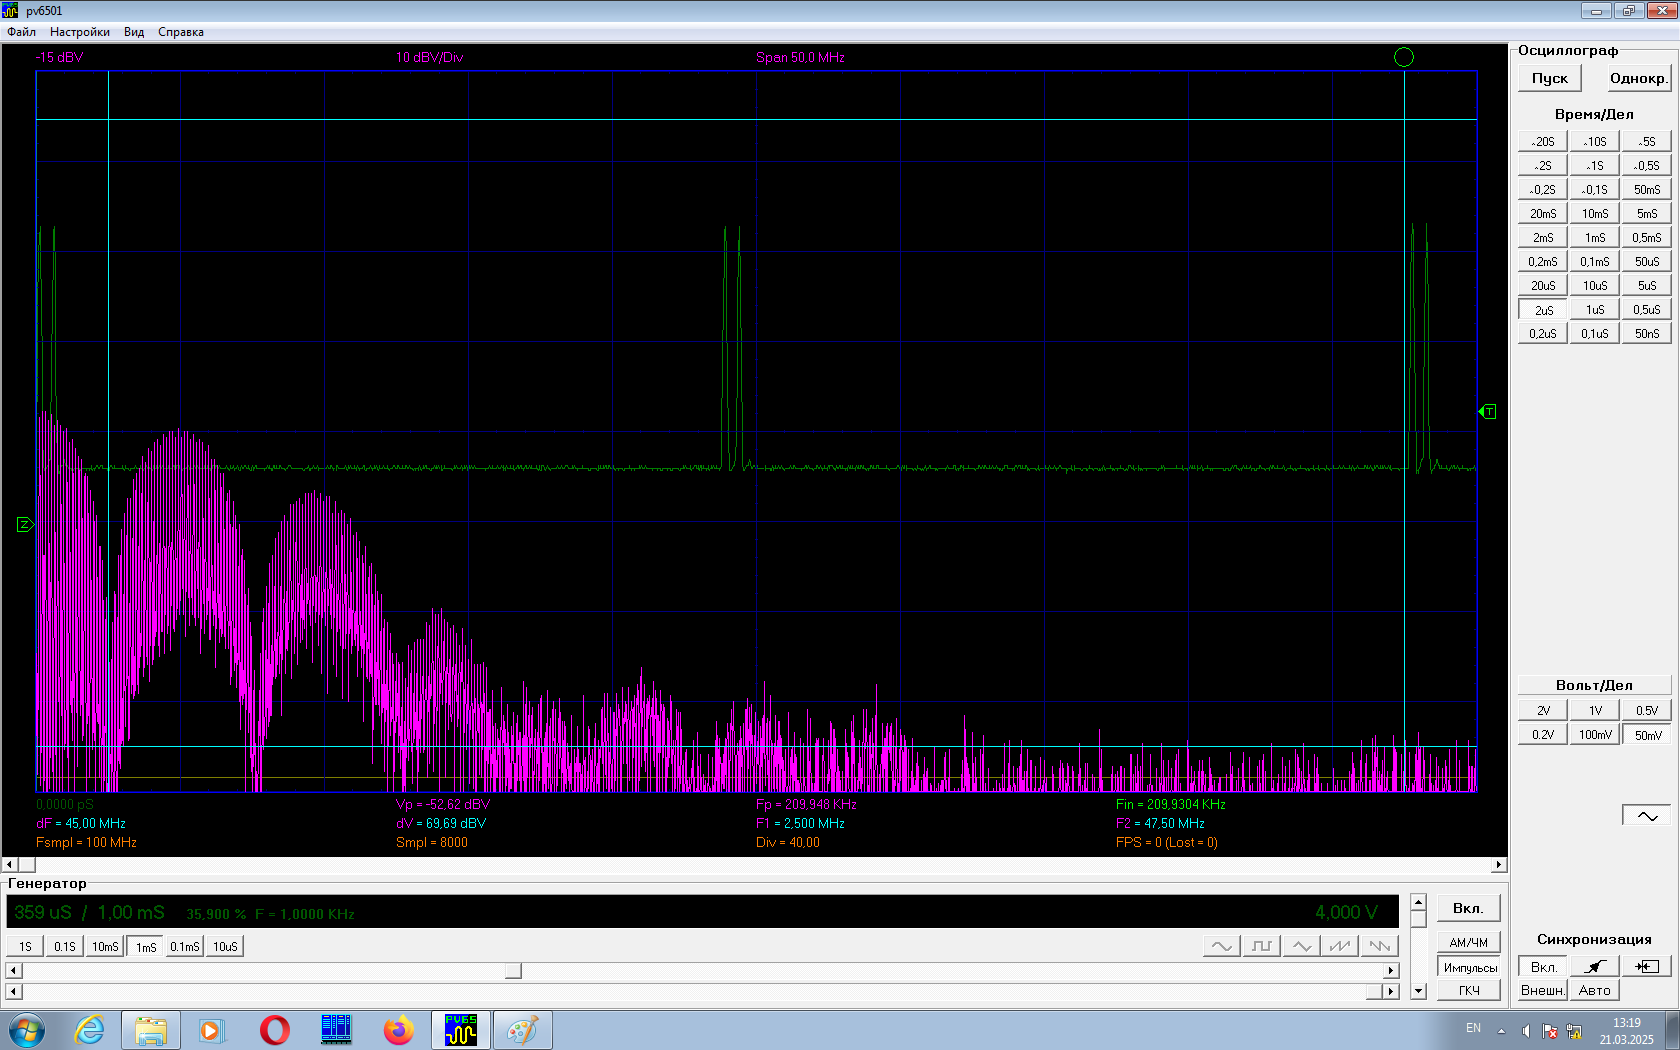 pv6501
Файл Настройки Вид Справка
-15 dBV 10 dBV/Div Span 50,0 MHz
Z
T
0,0000 pS Vp = -52,62 dBV Fp = 209,948 KHz Fin = 209,9304 KHz
dF = 45,00 MHz dV = 69,69 dBV F1 = 2,500 MHz F2 = 47,50 MHz
Fsmpl = 100 MHz Smpl = 8000 Div = 40,00 FPS = 0 (Lost = 0)
Осциллограф
Пуск Однокр.
Время/Дел
^20S ^10S ^5S
^2S ^1S ^0,5S
^0,2S ^0,1S 50mS
20mS 10mS 5mS
2mS 1mS 0,5mS
0,2mS 0,1mS 50uS
20uS 10uS 5uS
2uS 1uS 0,5uS
0,2uS 0,1uS 50nS
Вольт/Дел
2V 1V 0.5V
0.2V 100mV 50mV
Синхронизация
Вкл.
Внешн. Авто
Генератор
359 uS / 1,00 mS 35,900 % F = 1,0000 KHz 4,000 V
1S 0.1S 10mS 1mS 0.1mS 10uS
Вкл.
АМ/ЧМ
Импульсы
ГКЧ
PV65
EN 13:19
21.03.2025